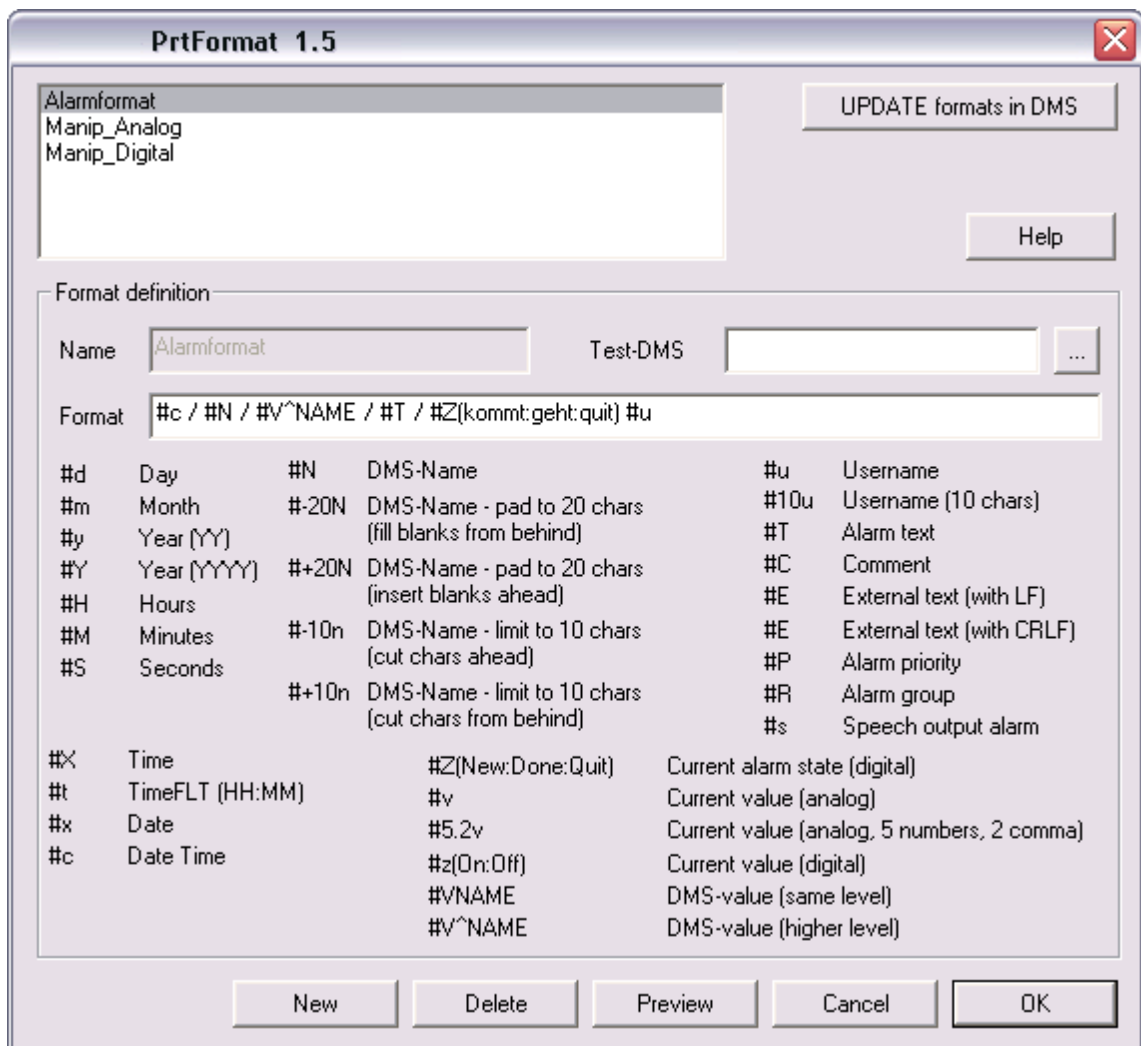 PrtFormat 1.5
Alarmformat
Manip_Analog
Manip_Digital
UPDATE formats in DMS
Help
Format definition
Name Alarmformat Test-DMS ...
Format #c / #N / #V^NAME / #T / #Z(kommt:geht:quit) #u
#d Day
#m Month
#y Year (YY)
#Y Year (YYYY)
#H Hours
#M Minutes
#S Seconds
#N DMS-Name
#-20N DMS-Name - pad to 20 chars
(fill blanks from behind)
#+20N DMS-Name - pad to 20 chars
(insert blanks ahead)
#-10n DMS-Name - limit to 10 chars
(cut chars ahead)
#+10n DMS-Name - limit to 10 chars
(cut chars from behind)
#u Username
#10u Username (10 chars)
#T Alarm text
#C Comment
#E External text (with LF)
#E External text (with CRLF)
#P Alarm priority
#R Alarm group
#s Speech output alarm
#X Time
#t TimeFLT (HH:MM)
#x Date
#c Date Time
#Z(New:Done:Quit) Current alarm state (digital)
#v Current value (analog)
#5.2v Current value (analog, 5 numbers, 2 comma)
#z(On:Off) Current value (digital)
#VNAME DMS-value (same level)
#V^NAME DMS-value (higher level)
New Delete Preview Cancel OK